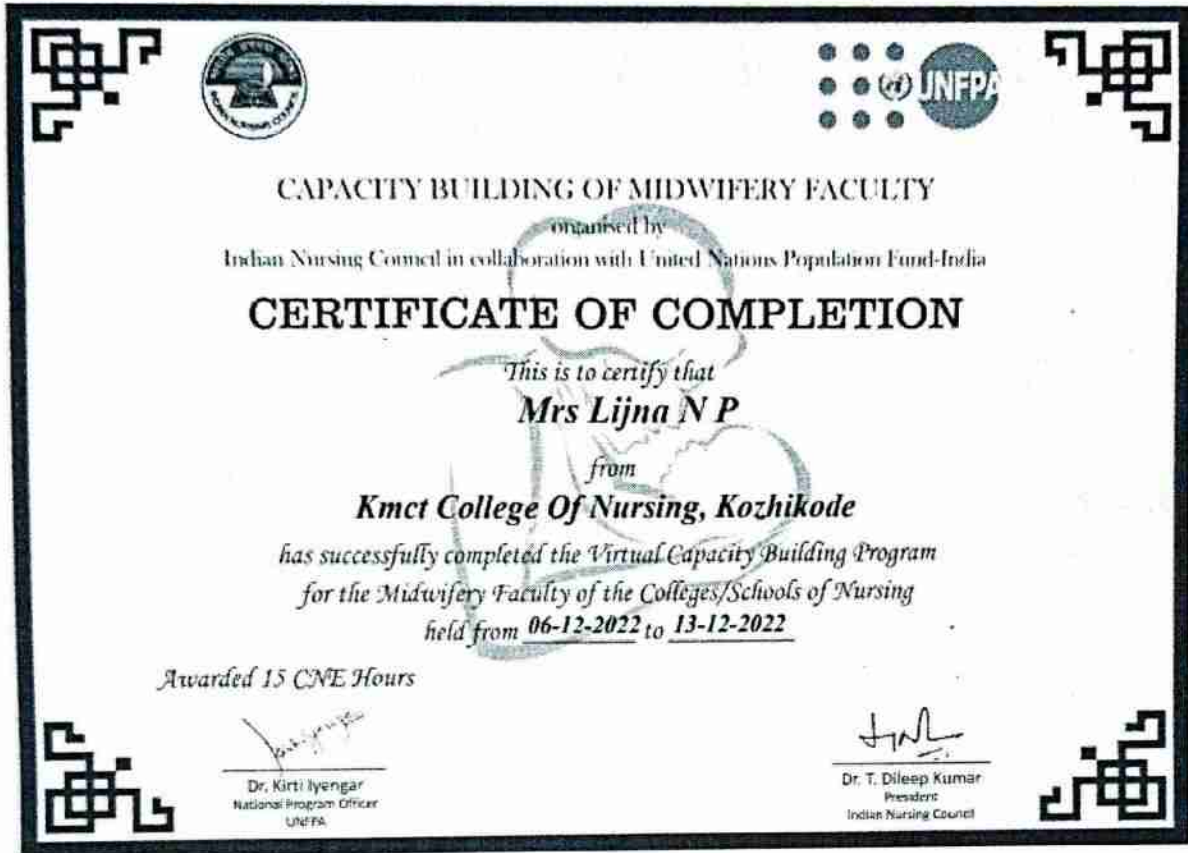 UNFPA
CAPACITY BUILDING OF MIDWIFERY FACULTY
organised by
Indian Nursing Council in collaboration with United Nations Population Fund-India
CERTIFICATE OF COMPLETION
This is to certify that
Mrs Lijna N P
from
Kmct College Of Nursing, Kozhikode
has successfully completed the Virtual Capacity Building Program
for the Midwifery Faculty of the Colleges/Schools of Nursing
held from 06-12-2022 to 13-12-2022
Awarded 15 CNE Hours
Dr. Kirti Iyengar
National Program Officer
UNFPA
Dr. T. Dileep Kumar
President
Indian Nursing Council